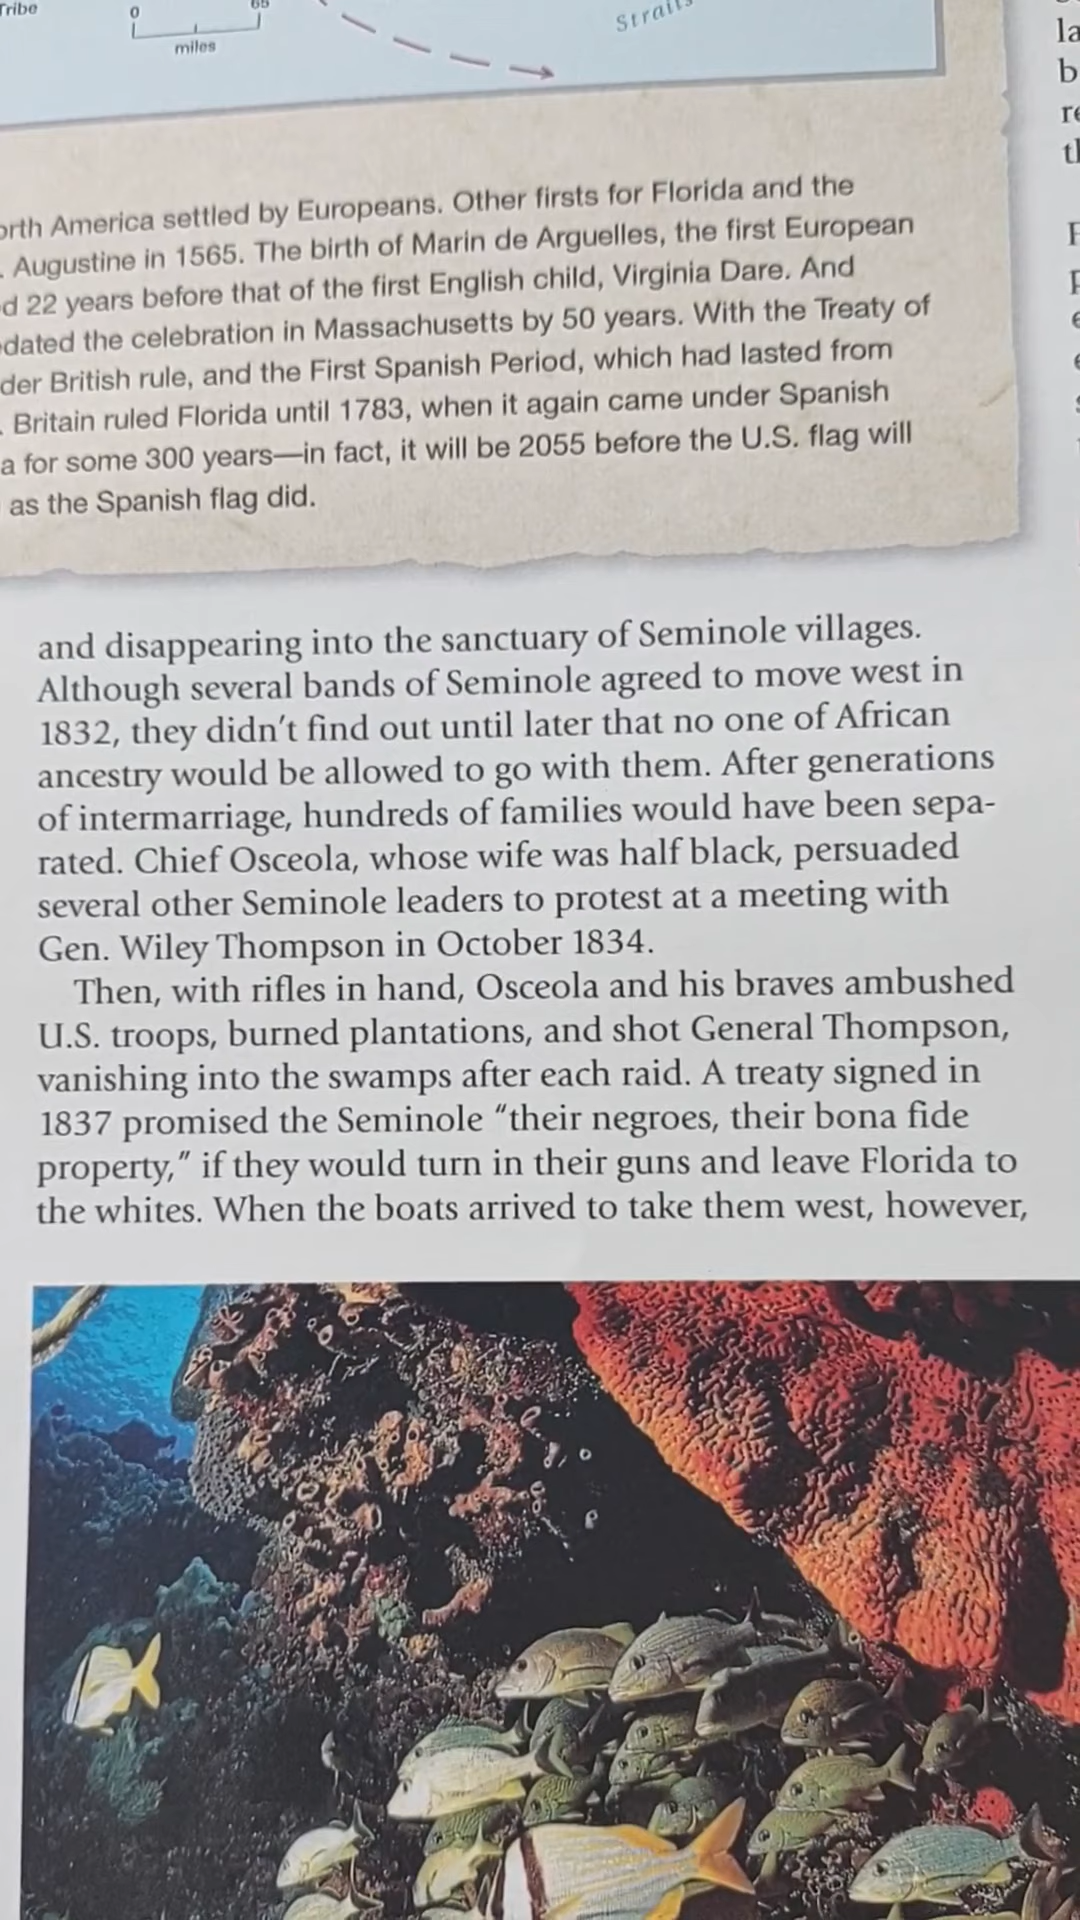 Tribe
0
65
miles
Straits
orth America settled by Europeans. Other firsts for Florida and the
. Augustine in 1565. The birth of Marin de Arguelles, the first European
d 22 years before that of the first English child, Virginia Dare. And
dated the celebration in Massachusetts by 50 years. With the Treaty of
der British rule, and the First Spanish Period, which had lasted from
. Britain ruled Florida until 1783, when it again came under Spanish
a for some 300 years—in fact, it will be 2055 before the U.S. flag will
as the Spanish flag did.
and disappearing into the sanctuary of Seminole villages.
Although several bands of Seminole agreed to move west in
1832, they didn't find out until later that no one of African
ancestry would be allowed to go with them. After generations
of intermarriage, hundreds of families would have been sepa-
rated. Chief Osceola, whose wife was half black, persuaded
several other Seminole leaders to protest at a meeting with
Gen. Wiley Thompson in October 1834.
Then, with rifles in hand, Osceola and his braves ambushed
U.S. troops, burned plantations, and shot General Thompson,
vanishing into the swamps after each raid. A treaty signed in
1837 promised the Seminole “their negroes, their bona fide
property,” if they would turn in their guns and leave Florida to
the whites. When the boats arrived to take them west, however,
la
b
re